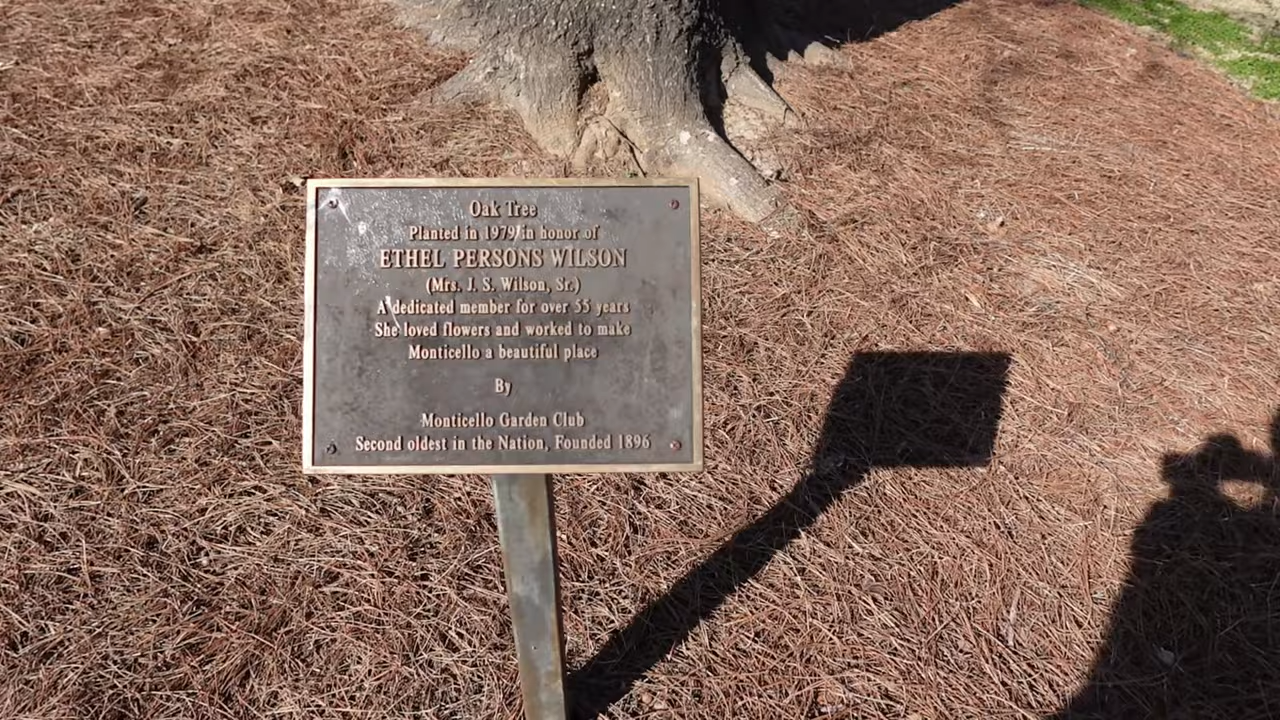 Oak Tree
Planted in 1979 in honor of
ETHEL PERSONS WILSON
(Mrs. J. S. Wilson, Sr.)
A dedicated member for over 55 years
She loved flowers and worked to make
Monticello a beautiful place
By
Monticello Garden Club
Second oldest in the Nation, Founded 1896